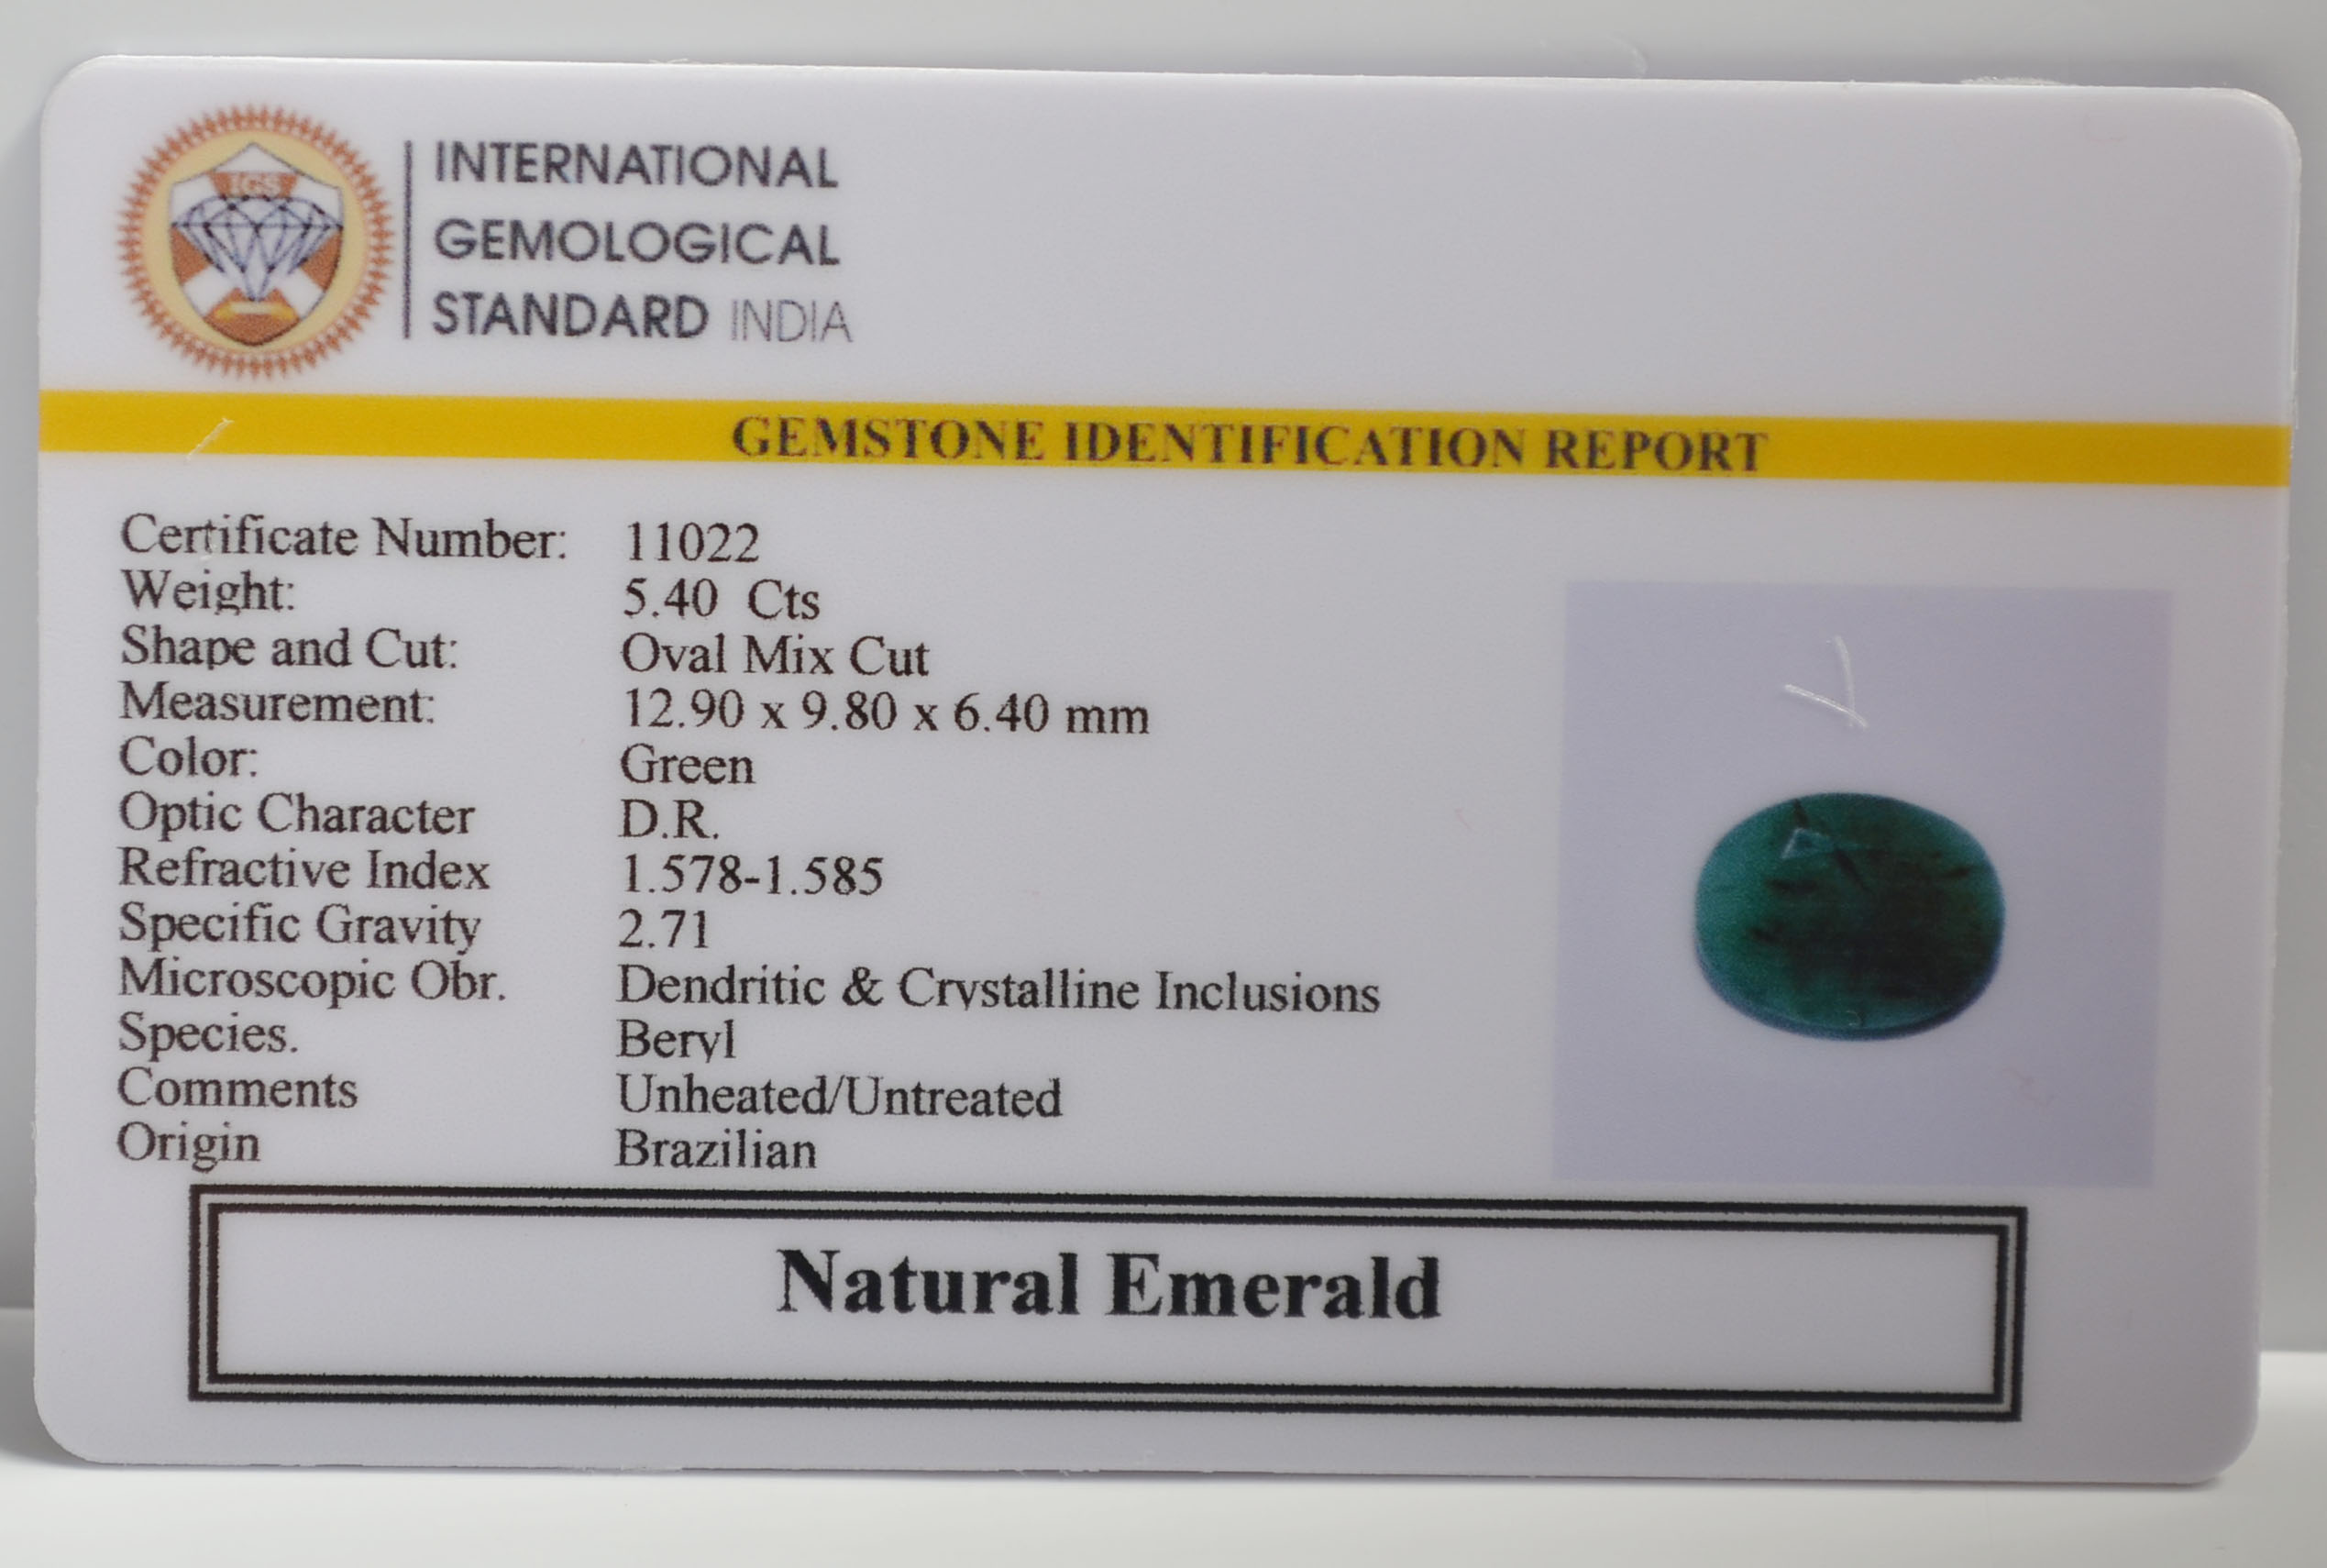 IGS
INTERNATIONAL
GEMOLOGICAL
STANDARD INDIA
GEMSTONE IDENTIFICATION REPORT
Certificate Number: 11022
Weight: 5.40 Cts
Shape and Cut: Oval Mix Cut
Measurement: 12.90 x 9.80 x 6.40 mm
Color: Green
Optic Character D.R.
Refractive Index 1.578-1.585
Specific Gravity 2.71
Microscopic Obr. Dendritic & Crystalline Inclusions
Species. Beryl
Comments Unheated/Untreated
Origin Brazilian
Natural Emerald